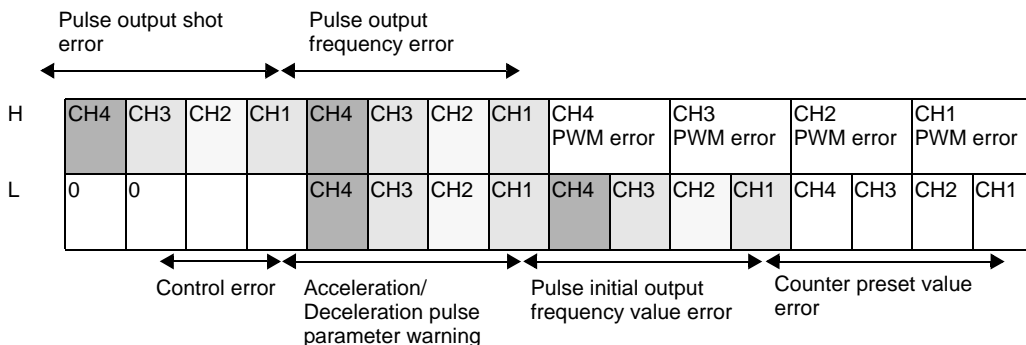 Pulse output shot
error
Pulse output
frequency error
H
CH4 CH3 CH2 CH1 CH4 CH3 CH2 CH1 CH4 CH3 CH2 CH1
PWM error PWM error PWM error PWM error
L
0 0 CH4 CH3 CH2 CH1 CH4 CH3 CH2 CH1 CH4 CH3 CH2 CH1
Control error
Acceleration/
Deceleration pulse
parameter warning
Pulse initial output
frequency value error
Counter preset value
error